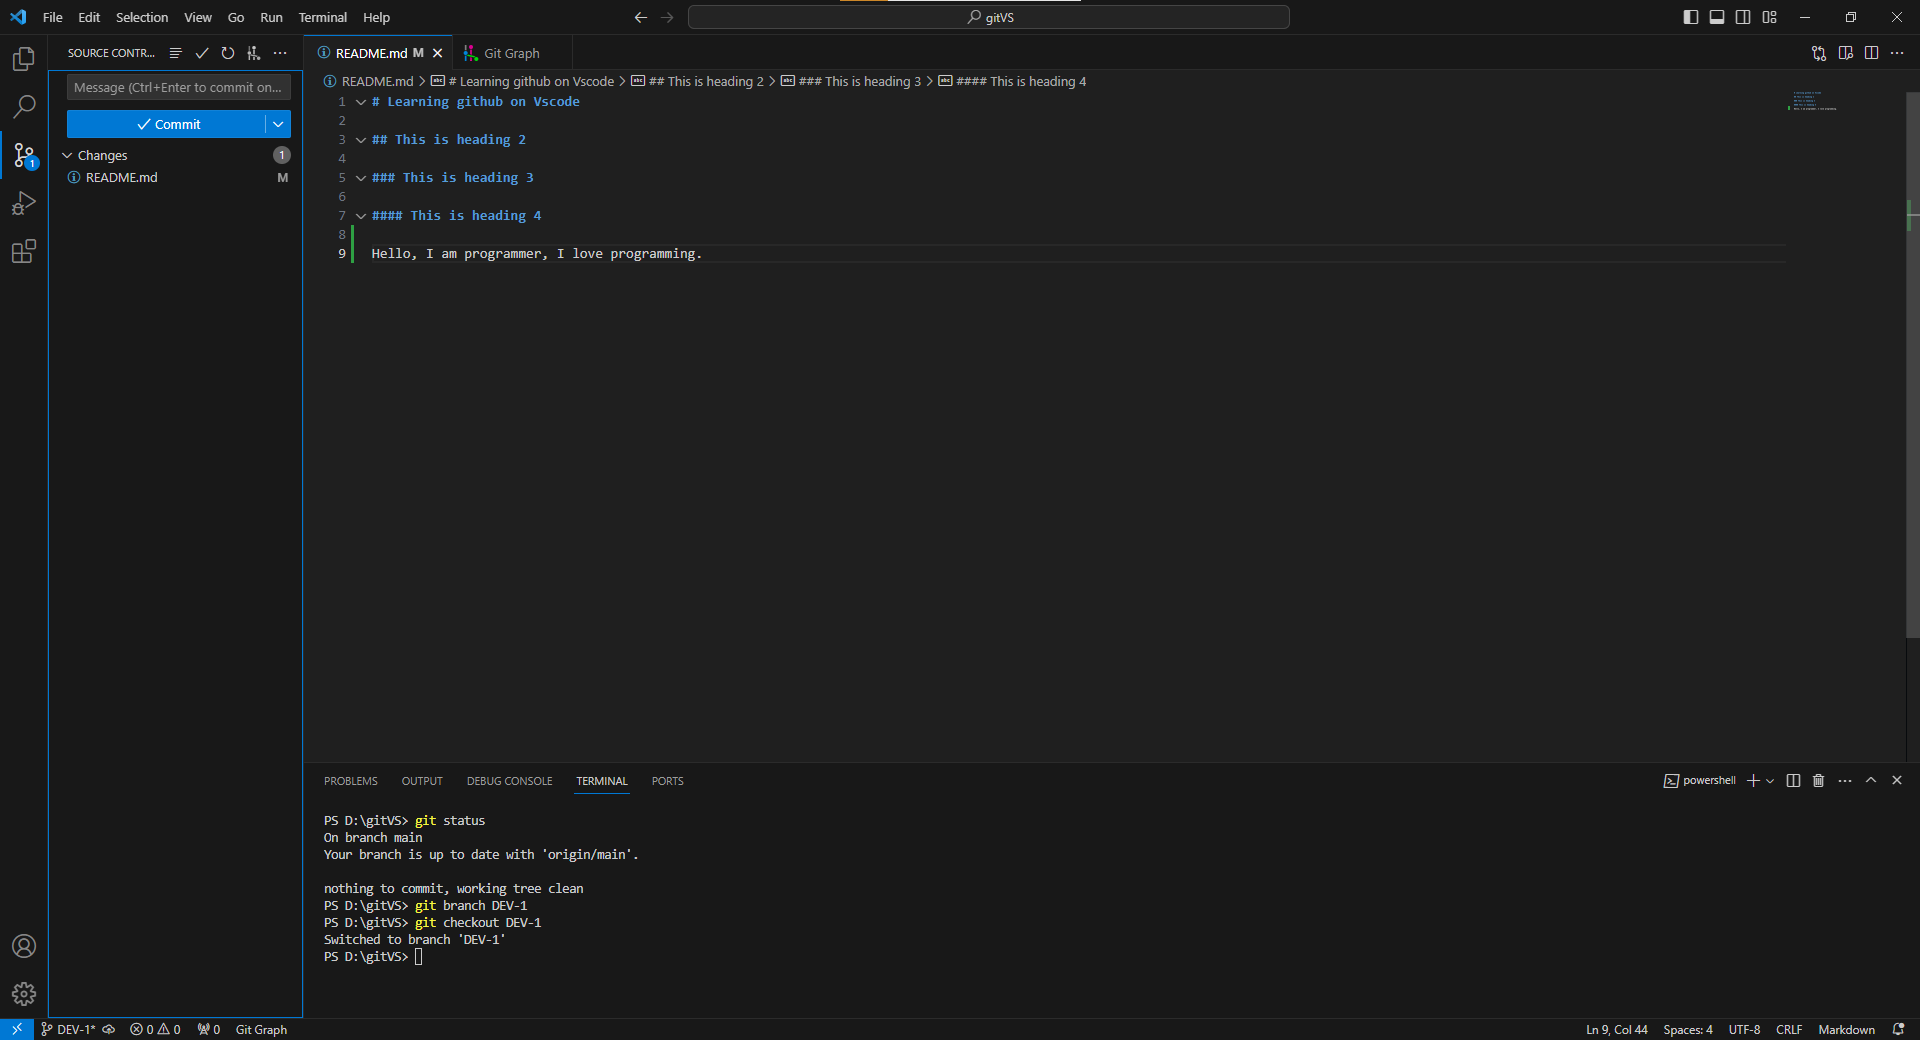 File Edit Selection View Go Run Terminal Help
gitVS
SOURCE CONTR...
README.md M
Git Graph
Message (Ctrl+Enter to commit on...
Commit
Changes 1
README.md M
1
README.md > # Learning github on Vscode > ## This is heading 2 > ### This is heading 3 > #### This is heading 4
1 # Learning github on Vscode
2
3 ## This is heading 2
4
5 ### This is heading 3
6
7 #### This is heading 4
8
9 Hello, I am programmer, I love programming.
PROBLEMS OUTPUT DEBUG CONSOLE TERMINAL PORTS
powershell
PS D:\gitVS> git status
On branch main
Your branch is up to date with 'origin/main'.
nothing to commit, working tree clean
PS D:\gitVS> git branch DEV-1
PS D:\gitVS> git checkout DEV-1
Switched to branch 'DEV-1'
PS D:\gitVS>
DEV-1* 0 0 0 Git Graph
Ln 9, Col 44 Spaces: 4 UTF-8 CRLF Markdown